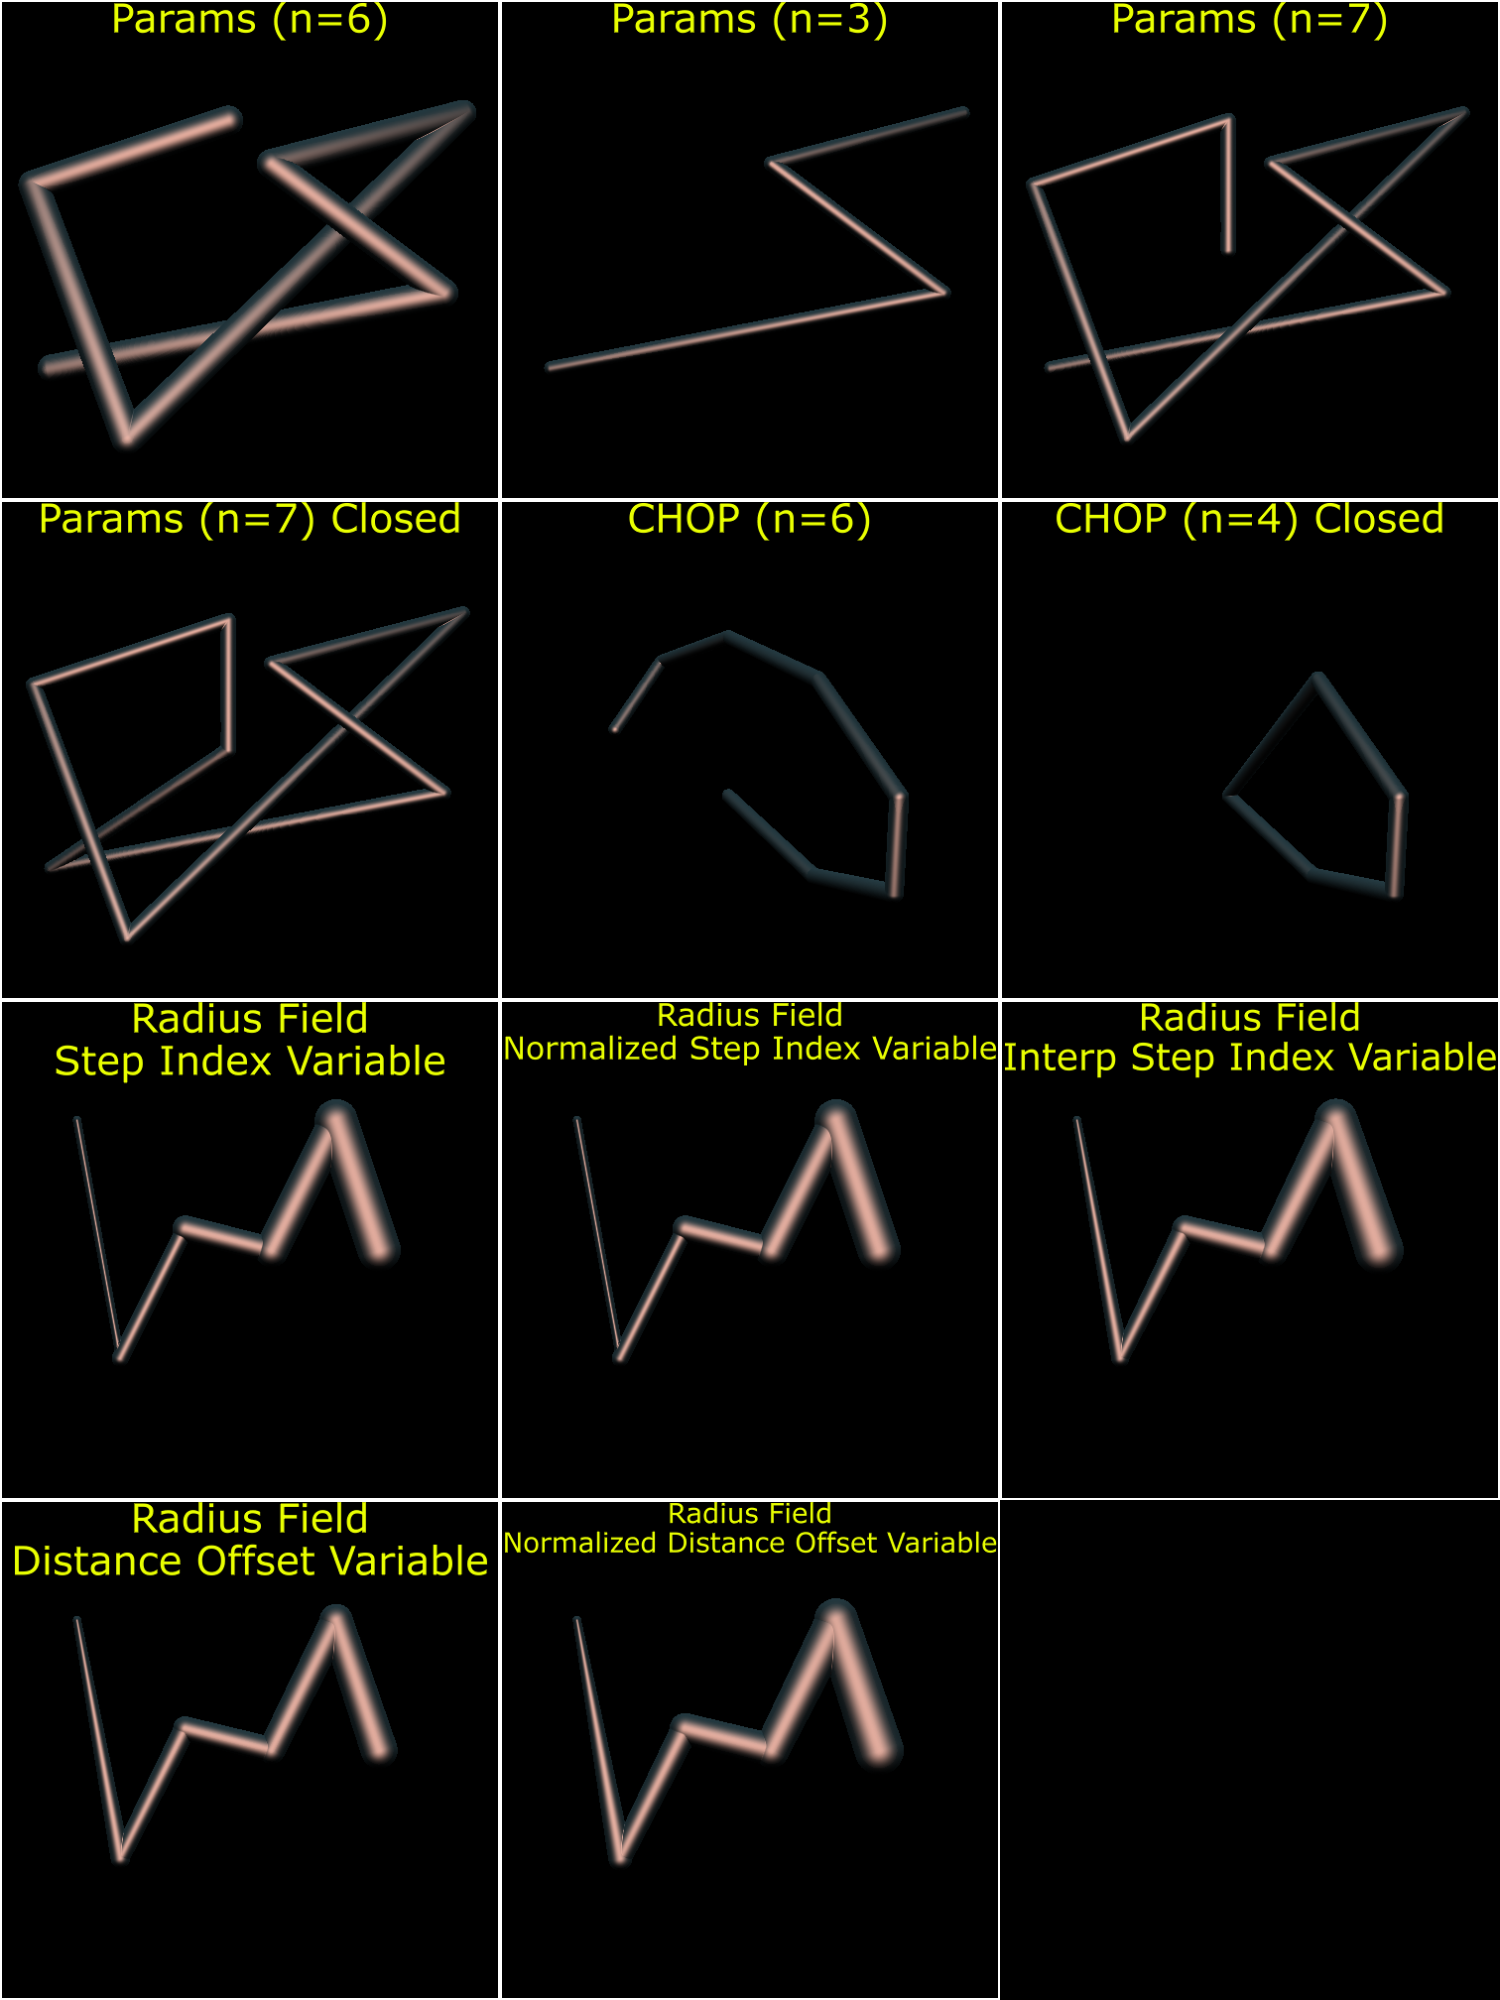 Params (n=6)
Params (n=3)
Params (n=7)
Params (n=7) Closed
CHOP (n=6)
CHOP (n=4) Closed
Radius Field
Step Index Variable
Radius Field
Normalized Step Index Variable
Radius Field
Interp Step Index Variable
Radius Field
Distance Offset Variable
Radius Field
Normalized Distance Offset Variable